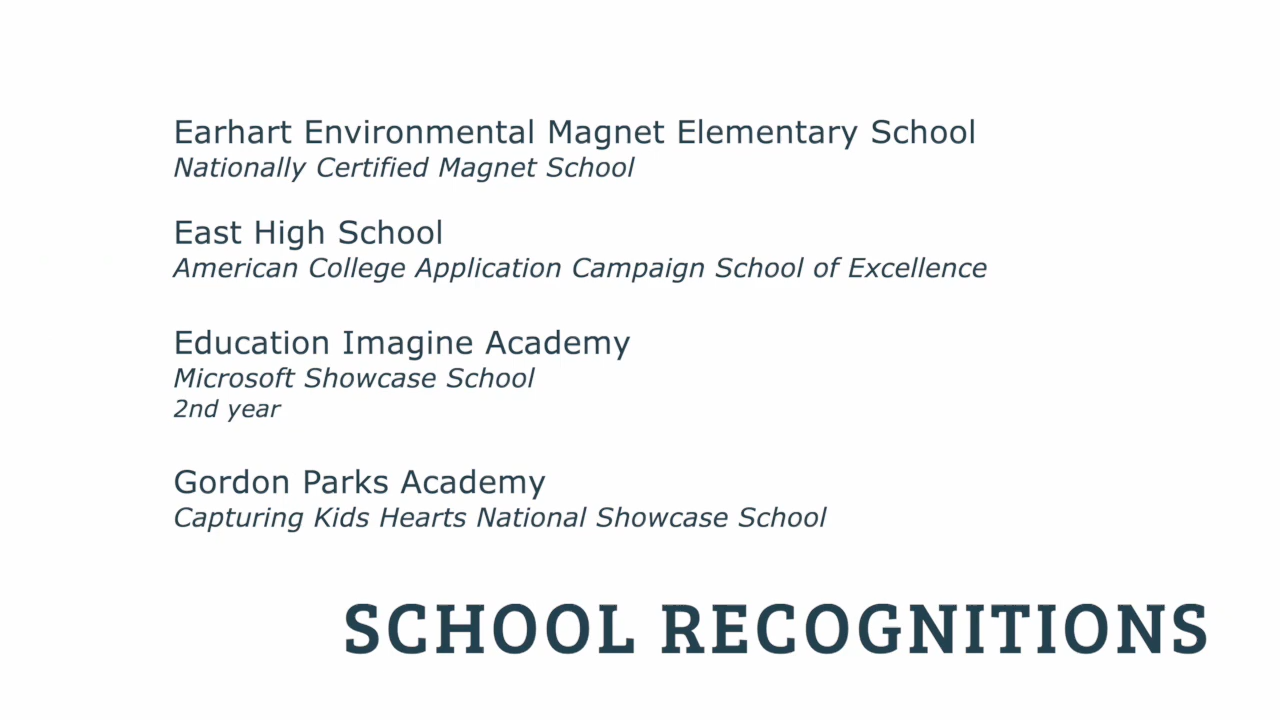 Earhart Environmental Magnet Elementary School
Nationally Certified Magnet School
East High School
American College Application Campaign School of Excellence
Education Imagine Academy
Microsoft Showcase School
2nd year
Gordon Parks Academy
Capturing Kids Hearts National Showcase School
SCHOOL RECOGNITIONS